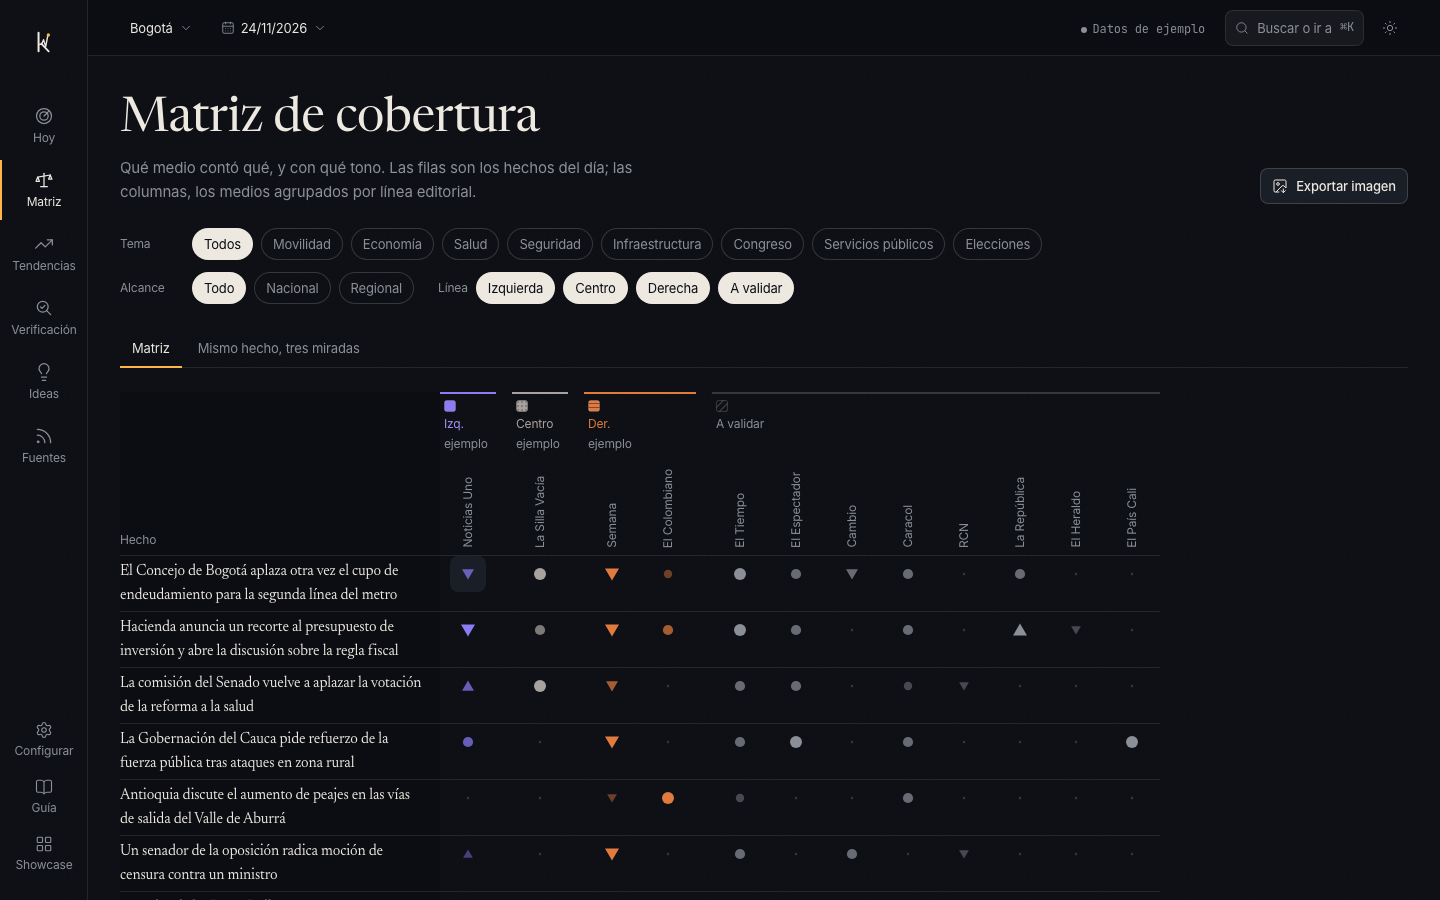 Bogotá
24/11/2026
Datos de ejemplo
Buscar o ir a ⌘K
Hoy
Matriz
Tendencias
Verificación
Ideas
Fuentes
Configurar
Guía
Showcase
Matriz de cobertura
Qué medio contó qué, y con qué tono. Las filas son los hechos del día; las
columnas, los medios agrupados por línea editorial.
Exportar imagen
Tema Todos Movilidad Economía Salud Seguridad Infraestructura Congreso Servicios públicos Elecciones
Alcance Todo Nacional Regional Línea Izquierda Centro Derecha A validar
Matriz Mismo hecho, tres miradas
Izq. Centro Der. A validar
ejemplo ejemplo ejemplo
Hecho
Noticias Uno
La Silla Vacía
Semana
El Colombiano
El Tiempo
El Espectador
Cambio
Caracol
RCN
La República
El Heraldo
El País Cali
El Concejo de Bogotá aplaza otra vez el cupo de
endeudamiento para la segunda línea del metro
Hacienda anuncia un recorte al presupuesto de
inversión y abre la discusión sobre la regla fiscal
La comisión del Senado vuelve a aplazar la votación
de la reforma a la salud
La Gobernación del Cauca pide refuerzo de la
fuerza pública tras ataques en zona rural
Antioquia discute el aumento de peajes en las vías
de salida del Valle de Aburrá
Un senador de la oposición radica moción de
censura contra un ministro